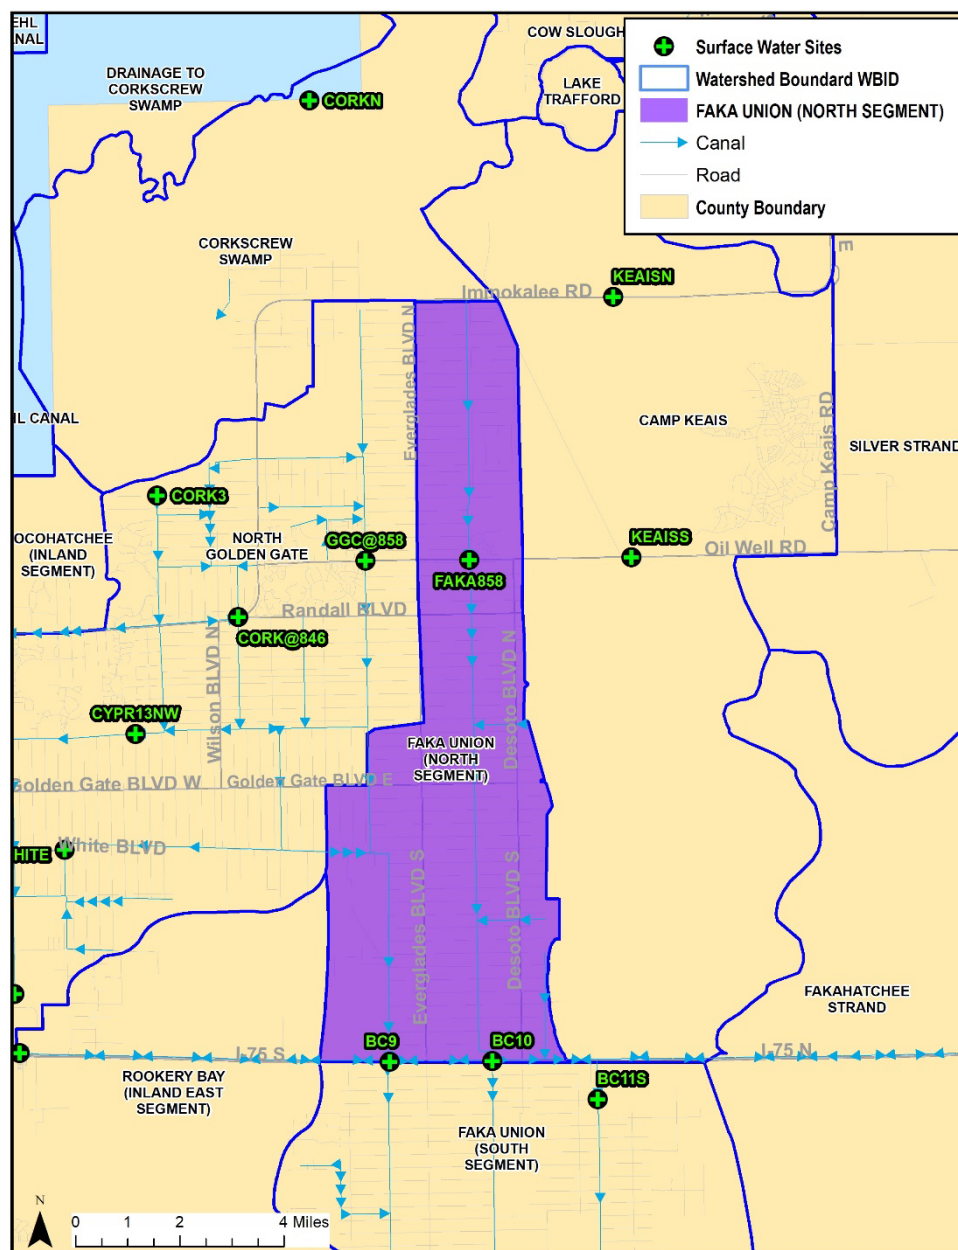 EHL
NAL
COW SLOUGH
DRAINAGE TO
CORKSCREW
SWAMP
LAKE
TRAFFORD
CORKN
Surface Water Sites
Watershed Boundard WBID
FAKA UNION (NORTH SEGMENT)
Canal
Road
County Boundary
E
CORKSCREW
SWAMP
KEAISN
Immokalee RD
Everglades BLVD N
HL CANAL
CAMP KEAIS
Camp Keais RD
SILVER STRAND
CORK3
OCOHATCHEE
(INLAND
SEGMENT)
NORTH
GOLDEN GATE
GGC@858
FAKA858
KEAISS
Oil Well RD
Randall BLVD
CORK@846
Wilson BLVD N
Desoto BLVD N
CYPR13NW
FAKA UNION
(NORTH
SEGMENT)
Golden Gate BLVD W
Golden Gate BLVD E
HITE
White BLVD
Everglades BLVD S
Desoto BLVD S
FAKAHATCHEE
STRAND
I-75 S
BC9
BC10
I-75 N
ROOKERY BAY
(INLAND EAST
SEGMENT)
BC11S
FAKA UNION
(SOUTH
SEGMENT)
N
0 1 2 4 Miles